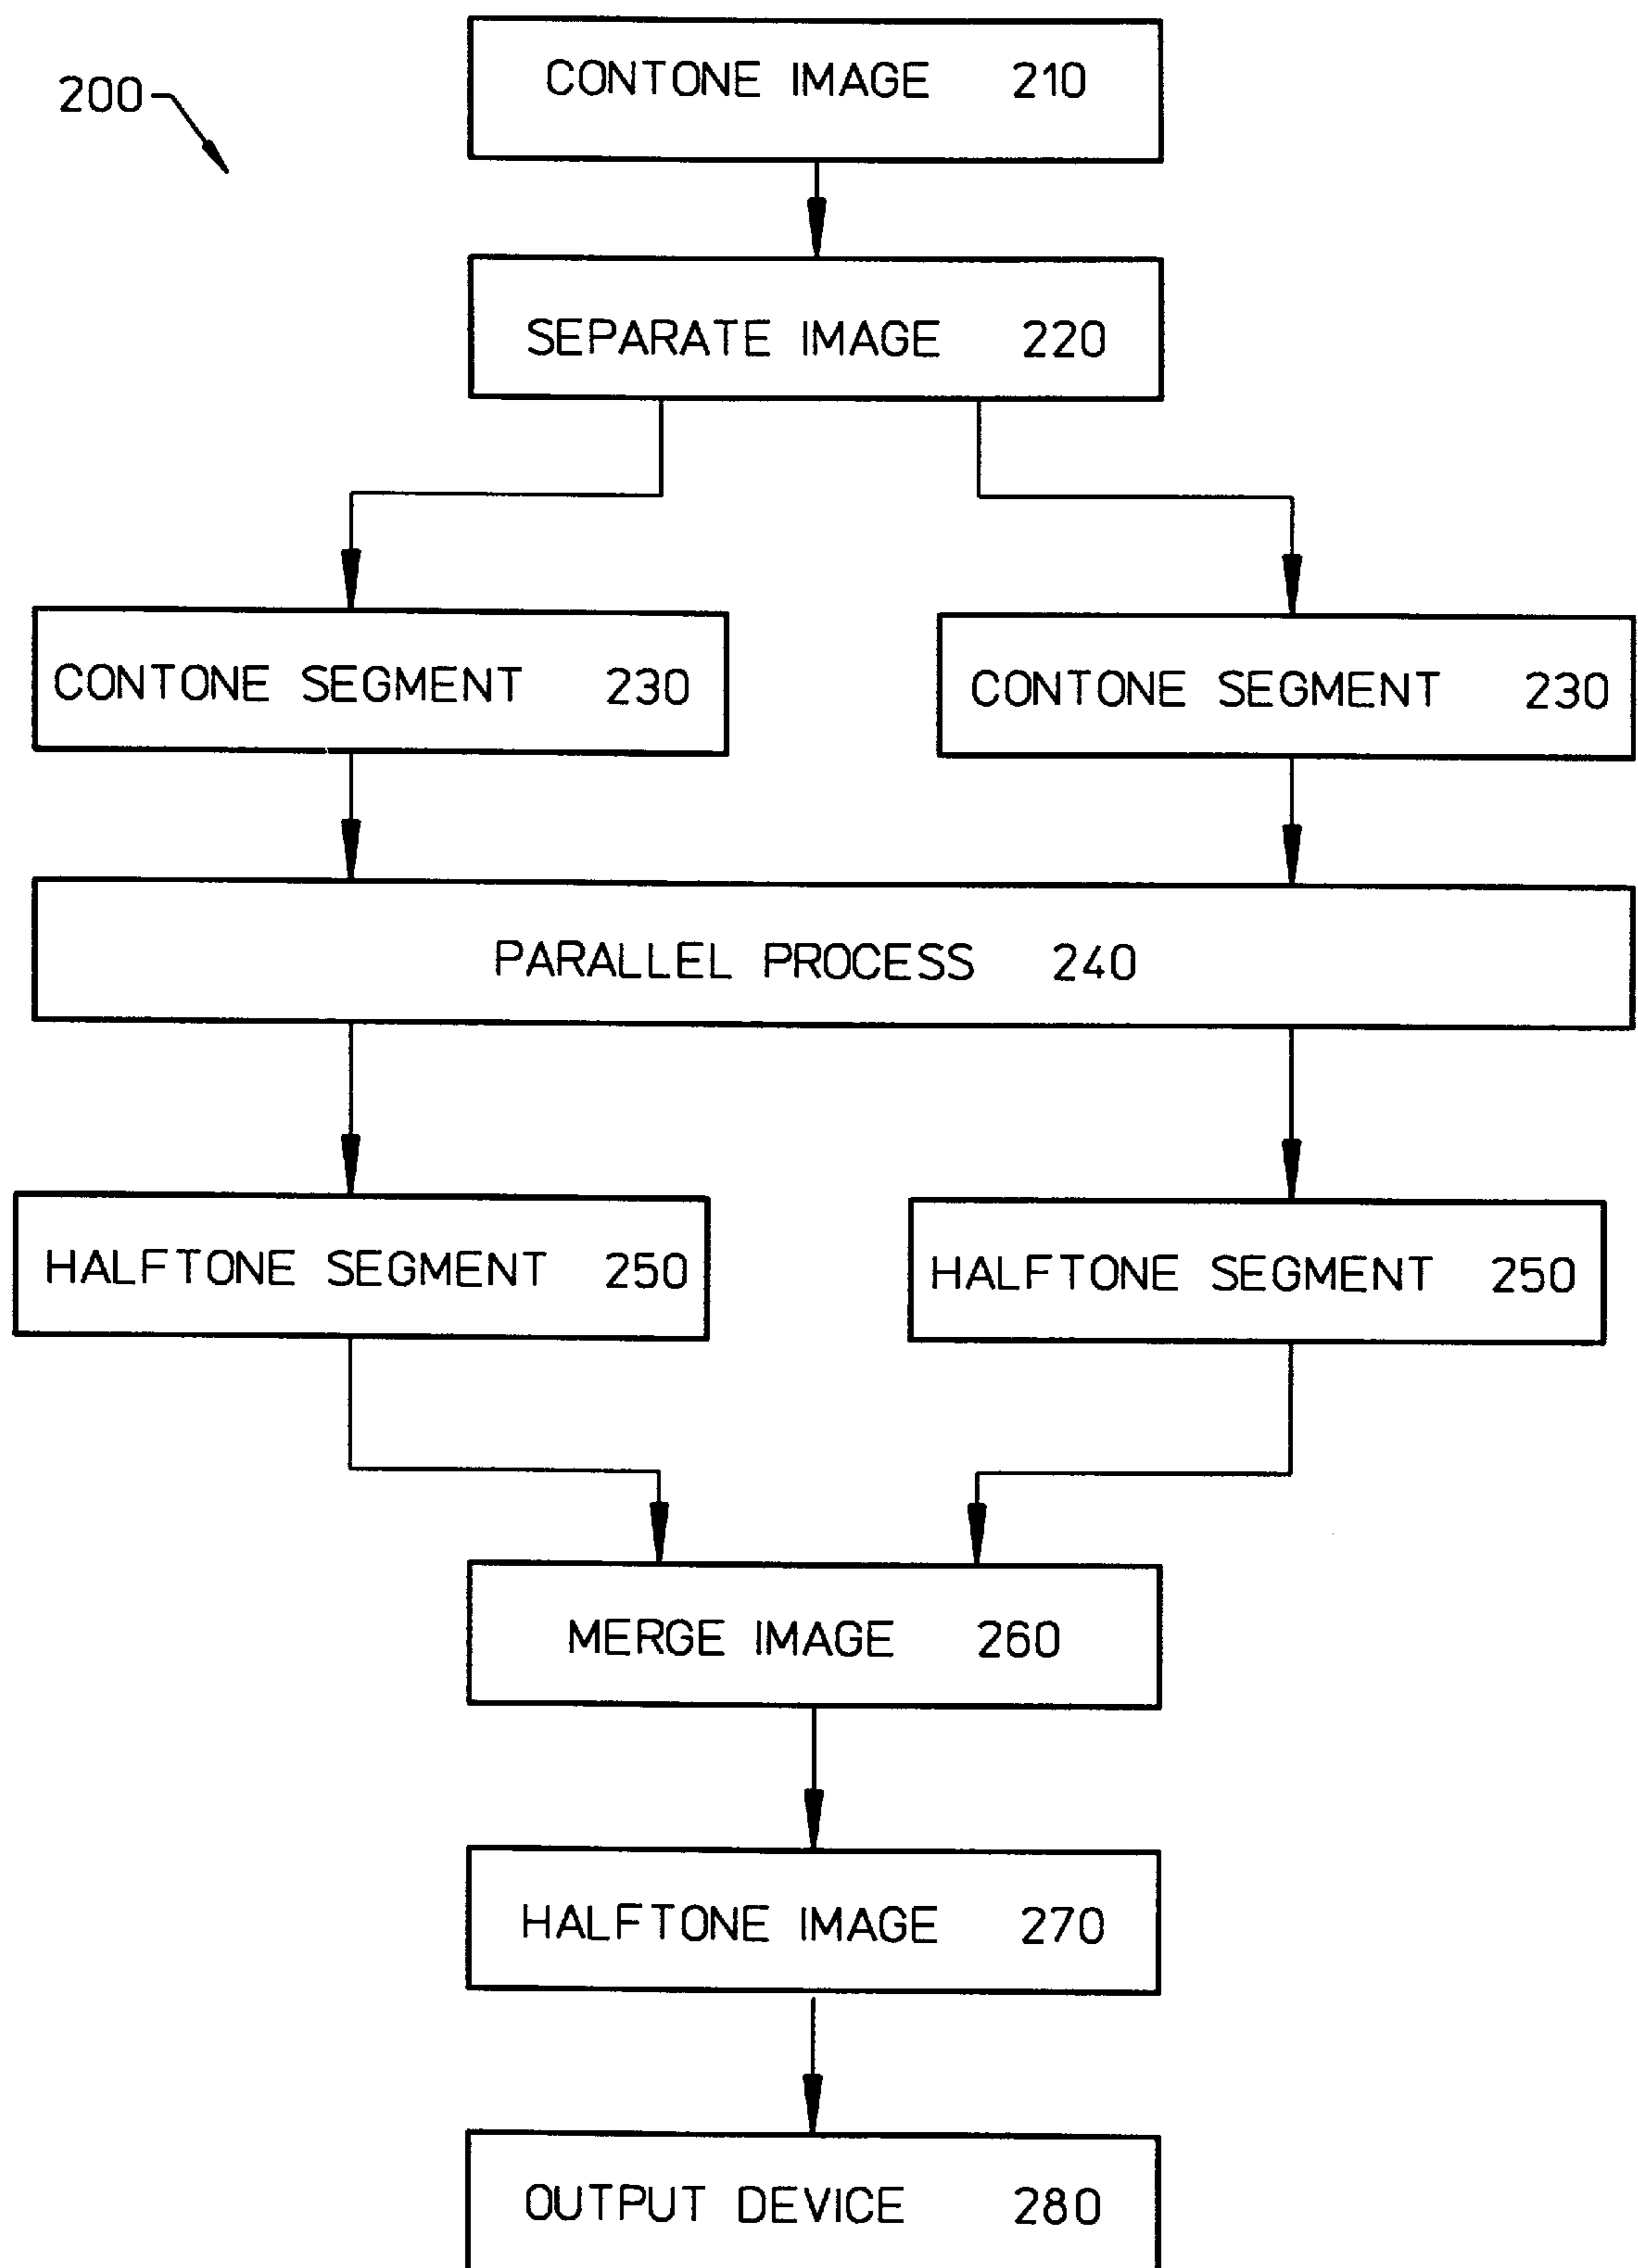 CONTONE IMAGE 210
200
SEPARATE IMAGE 220
CONTONE SEGMENT 230
CONTONE SEGMENT 230
PARALLEL PROCESS 240
HALFTONE SEGMENT 250
HALFTONE SEGMENT 250
MERGE IMAGE 260
HALFTONE IMAGE 270
OUTPUT DEVICE 280